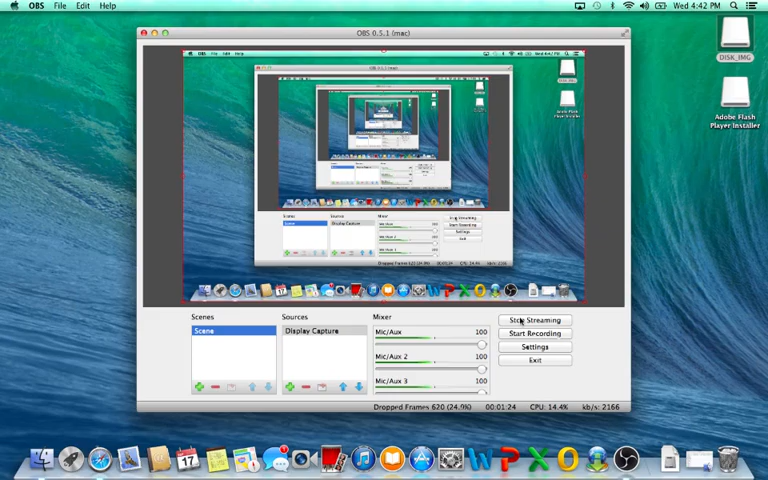 OBS File Edit Help
Wed 4:42 PM
OBS 0.5.1 (mac)
DISK_IMG
Adobe Flash
Player Installer
Scenes Sources Mixer
Scene Display Capture
Mic/Aux 100
Mic/Aux 2 100
Mic/Aux 3 100
Stop Streaming
Start Recording
Settings
Exit
Dropped Frames 620 (24.9%) 00:01:24 CPU: 14.4% kb/s: 2166
17